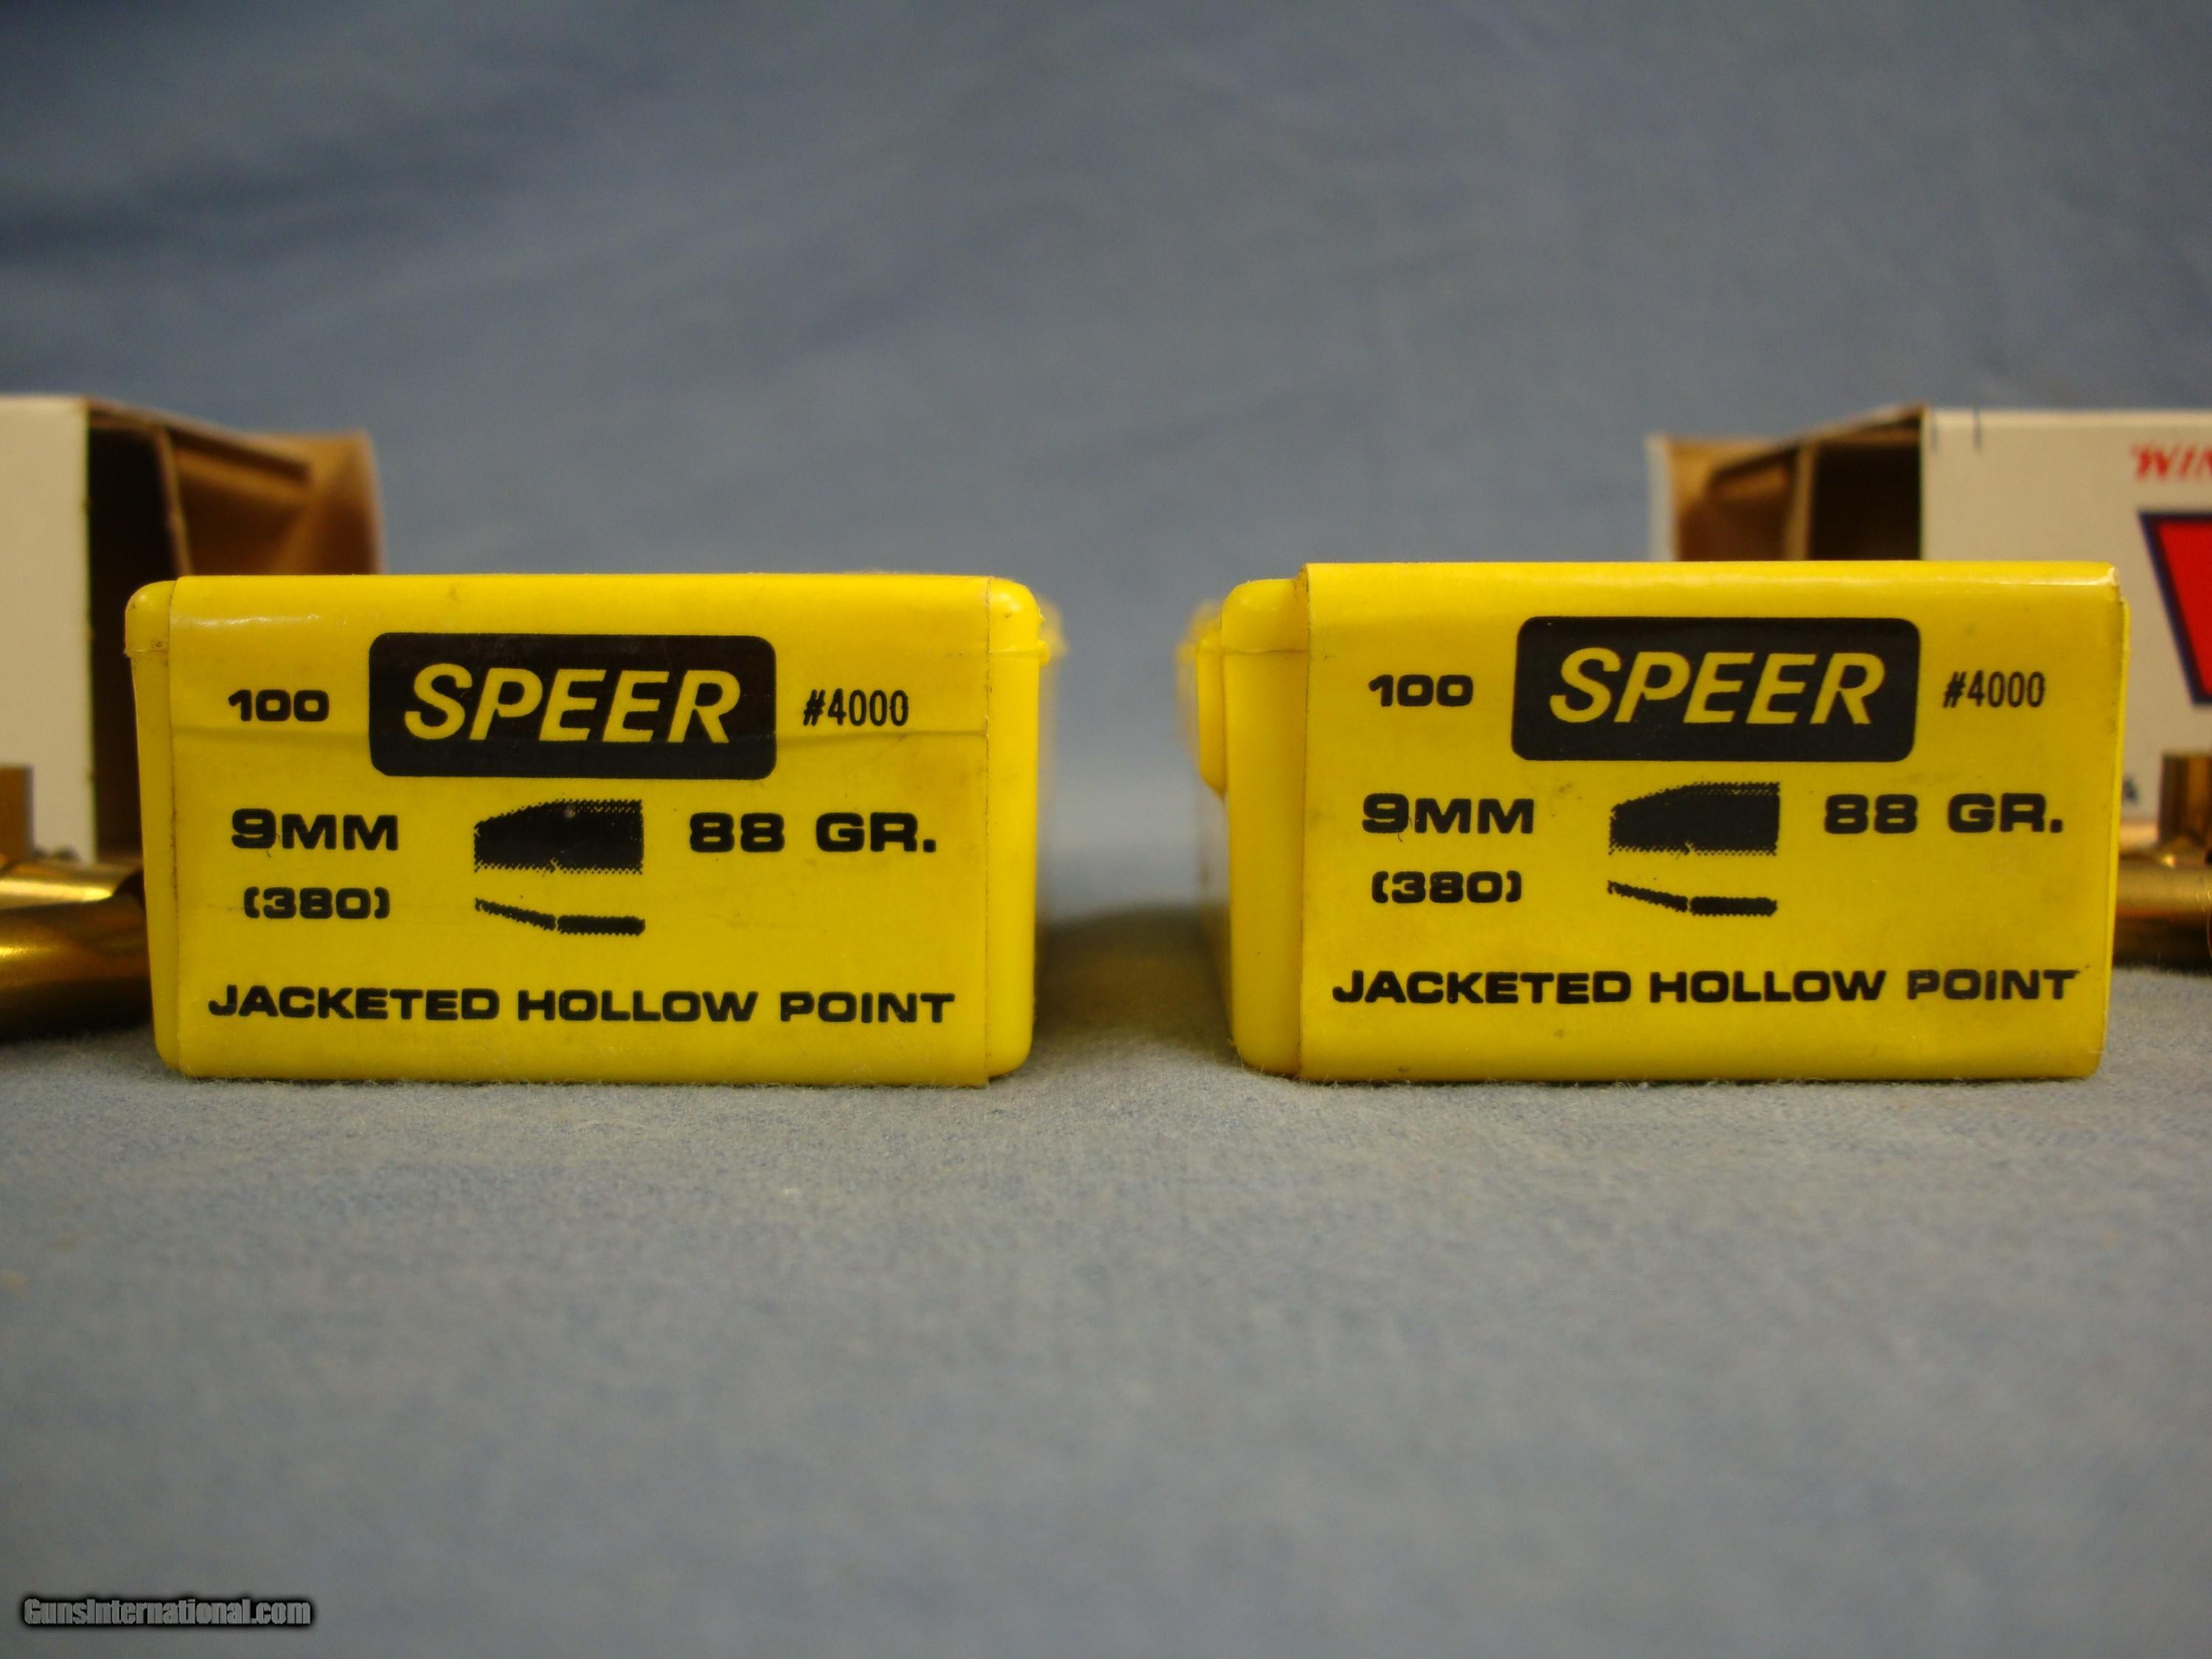 100 SPEER #4000
9MM 88 GR.
(380)
JACKETED HOLLOW POINT
100 SPEER #4000
9MM 88 GR.
(380)
JACKETED HOLLOW POINT
WIN
GunsInternational.com